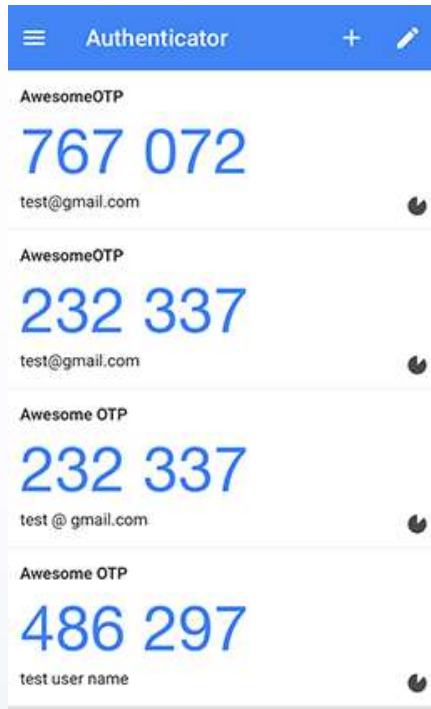 Authenticator
AwesomeOTP
767 072
test@gmail.com
AwesomeOTP
232 337
test@gmail.com
Awesome OTP
232 337
test @ gmail.com
Awesome OTP
486 297
test user name